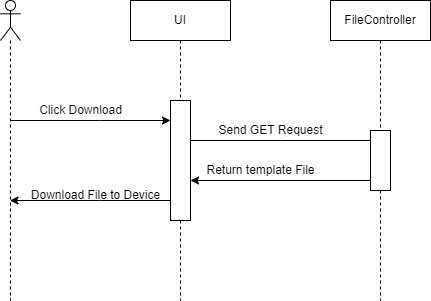 UI
FileController
Click Download
Send GET Request
Return template File
Download File to Device